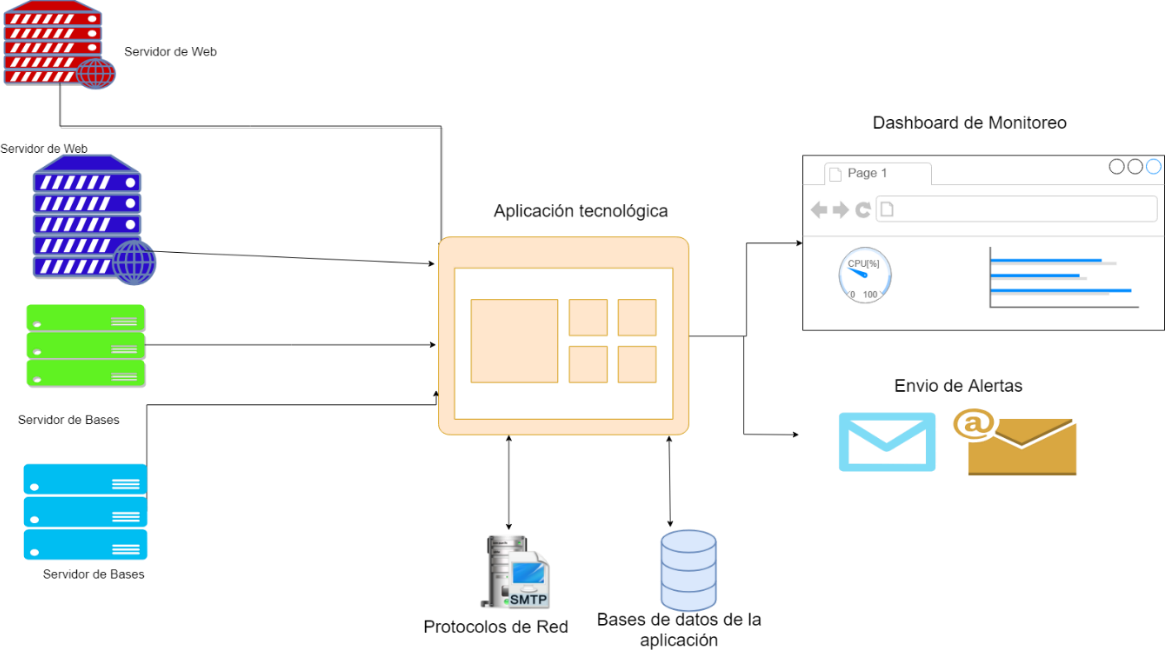 Servidor de Web
Servidor de Web
Servidor de Bases
Servidor de Bases
Aplicación tecnológica
Protocolos de Red
SMTP
Bases de datos de la
aplicación
Dashboard de Monitoreo
Page 1
CPU[%]
0 100
Envio de Alertas
@